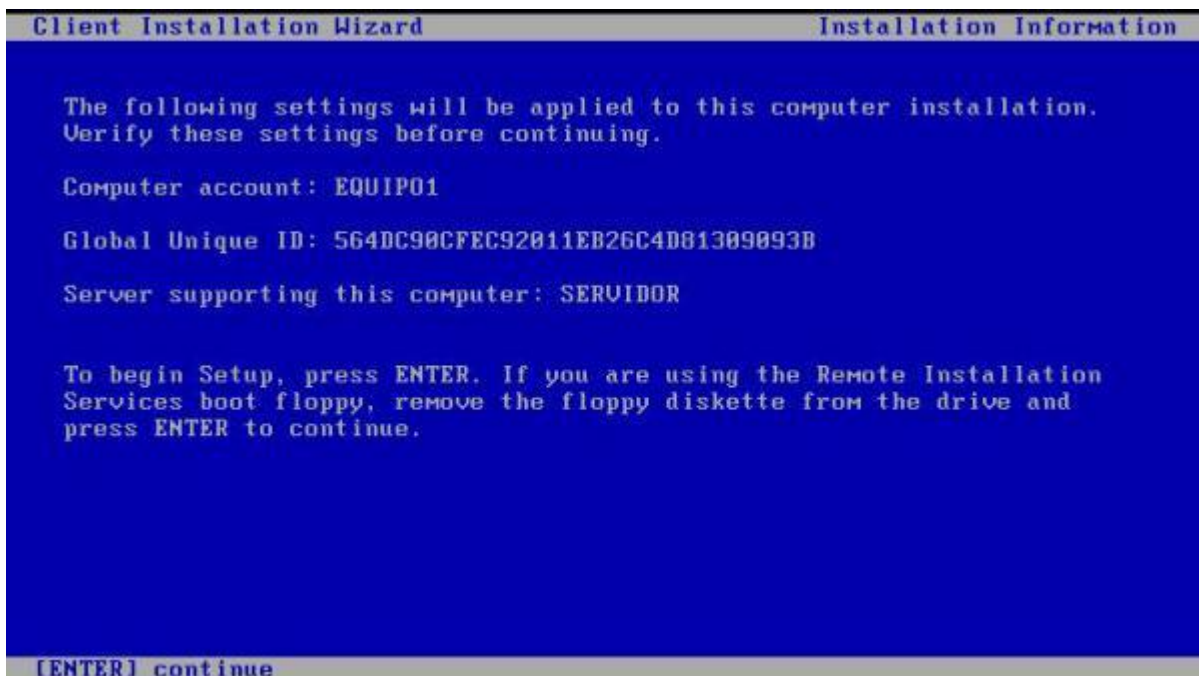 Client Installation Wizard Installation Information
The following settings will be applied to this computer installation.
Verify these settings before continuing.
Computer account: EQUIPO1
Global Unique ID: 564DC90CFEC92011EB26C4D81309093B
Server supporting this computer: SERVIDOR
To begin Setup, press ENTER. If you are using the Remote Installation
Services boot floppy, remove the floppy diskette from the drive and
press ENTER to continue.
[ENTER] continue